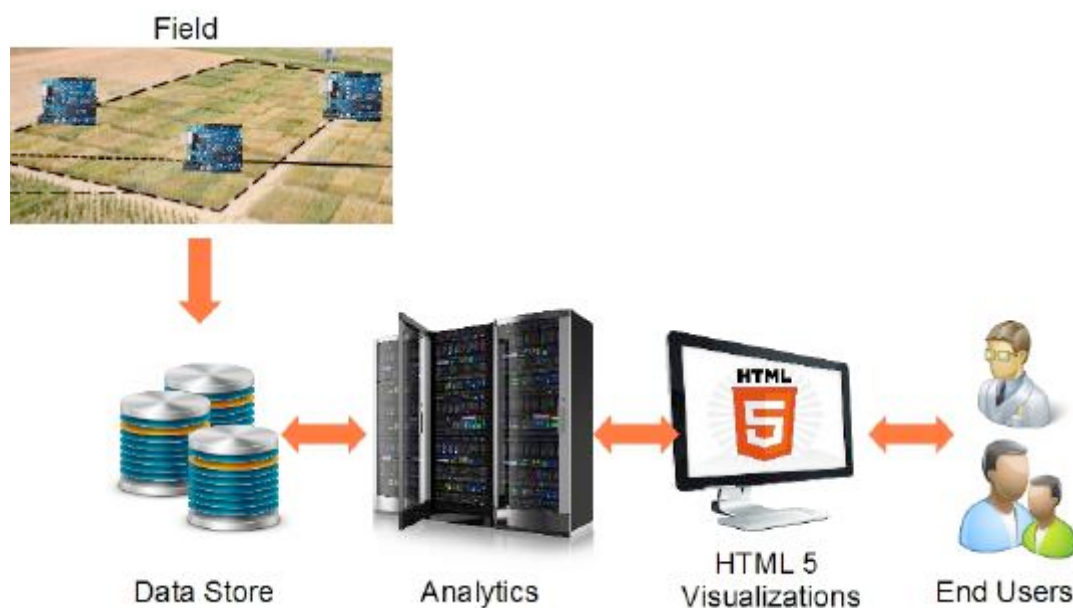 Field
HTML
5
Data Store
Analytics
HTML 5
Visualizations
End Users